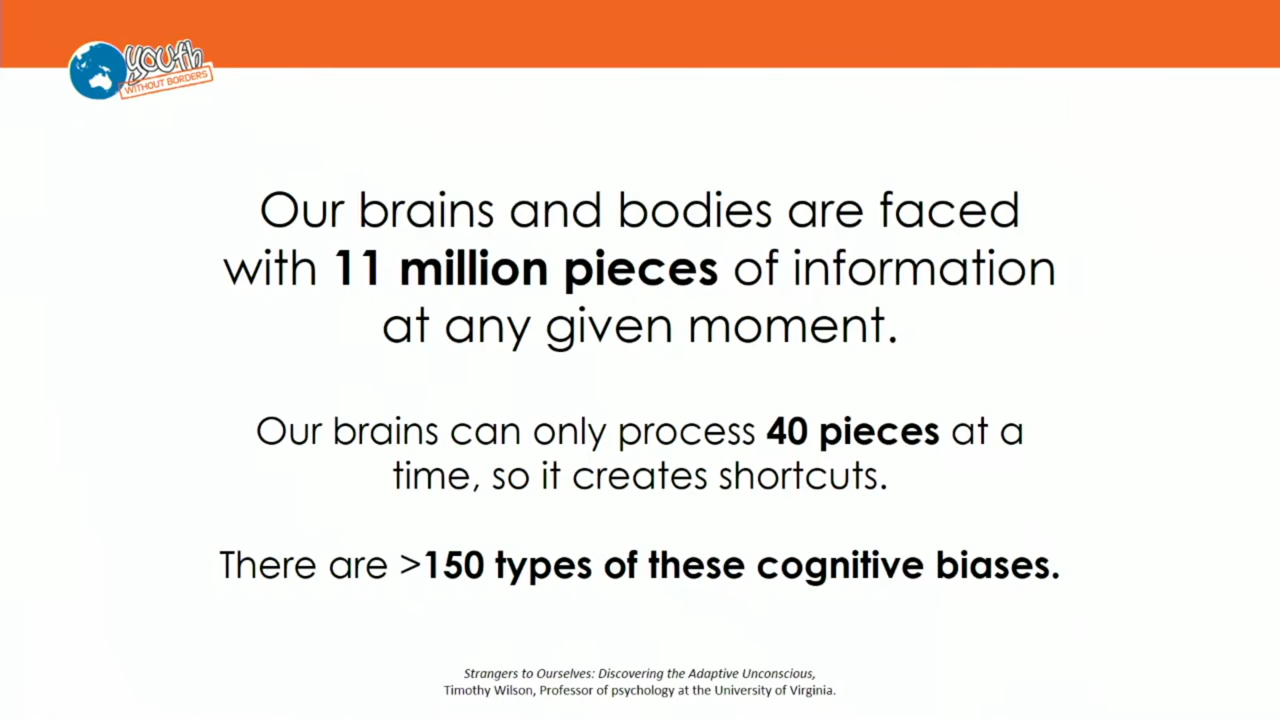 youth
WITHOUT BORDERS
Our brains and bodies are faced
with 11 million pieces of information
at any given moment.
Our brains can only process 40 pieces at a
time, so it creates shortcuts.
There are >150 types of these cognitive biases.
Strangers to Ourselves: Discovering the Adaptive Unconscious,
Timothy Wilson, Professor of psychology at the University of Virginia.